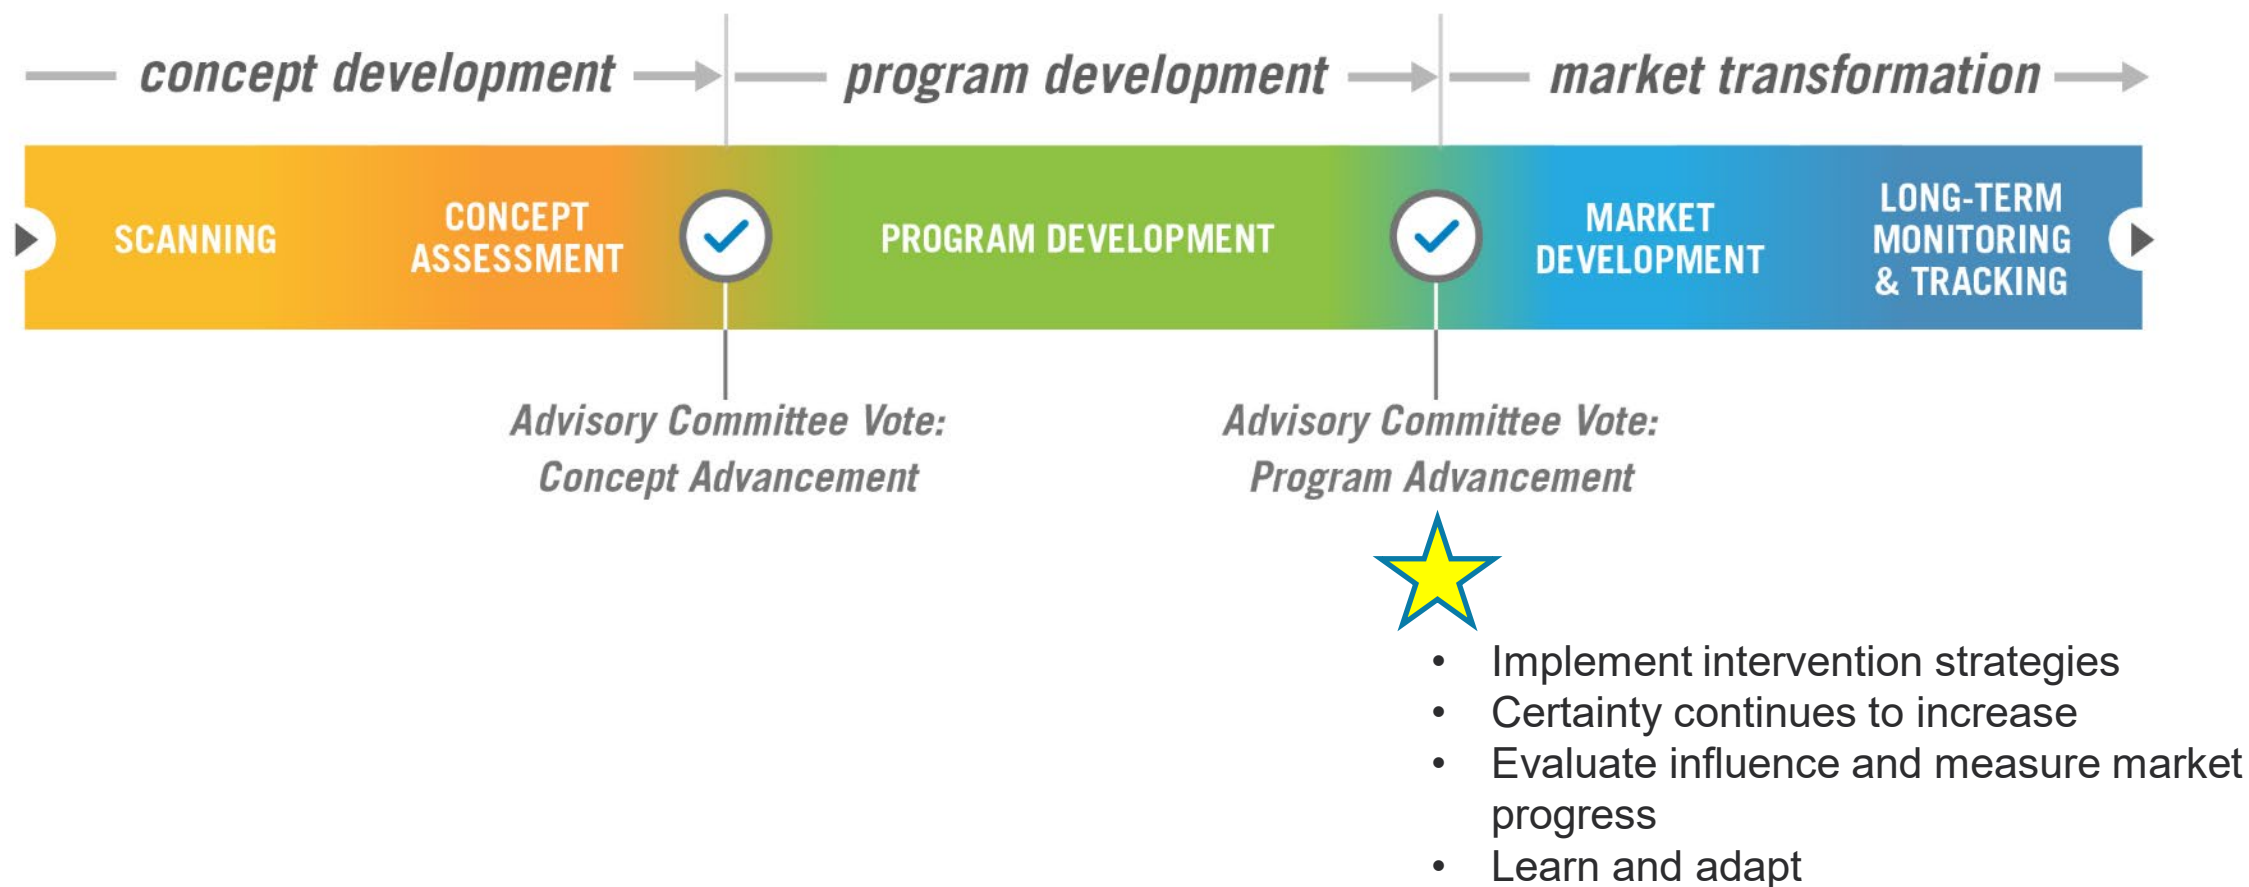 concept development
program development
market transformation
SCANNING
CONCEPT
ASSESSMENT
PROGRAM DEVELOPMENT
MARKET
DEVELOPMENT
LONG-TERM
MONITORING
& TRACKING
Advisory Committee Vote:
Concept Advancement
Advisory Committee Vote:
Program Advancement
• Implement intervention strategies
• Certainty continues to increase
• Evaluate influence and measure market
progress
• Learn and adapt